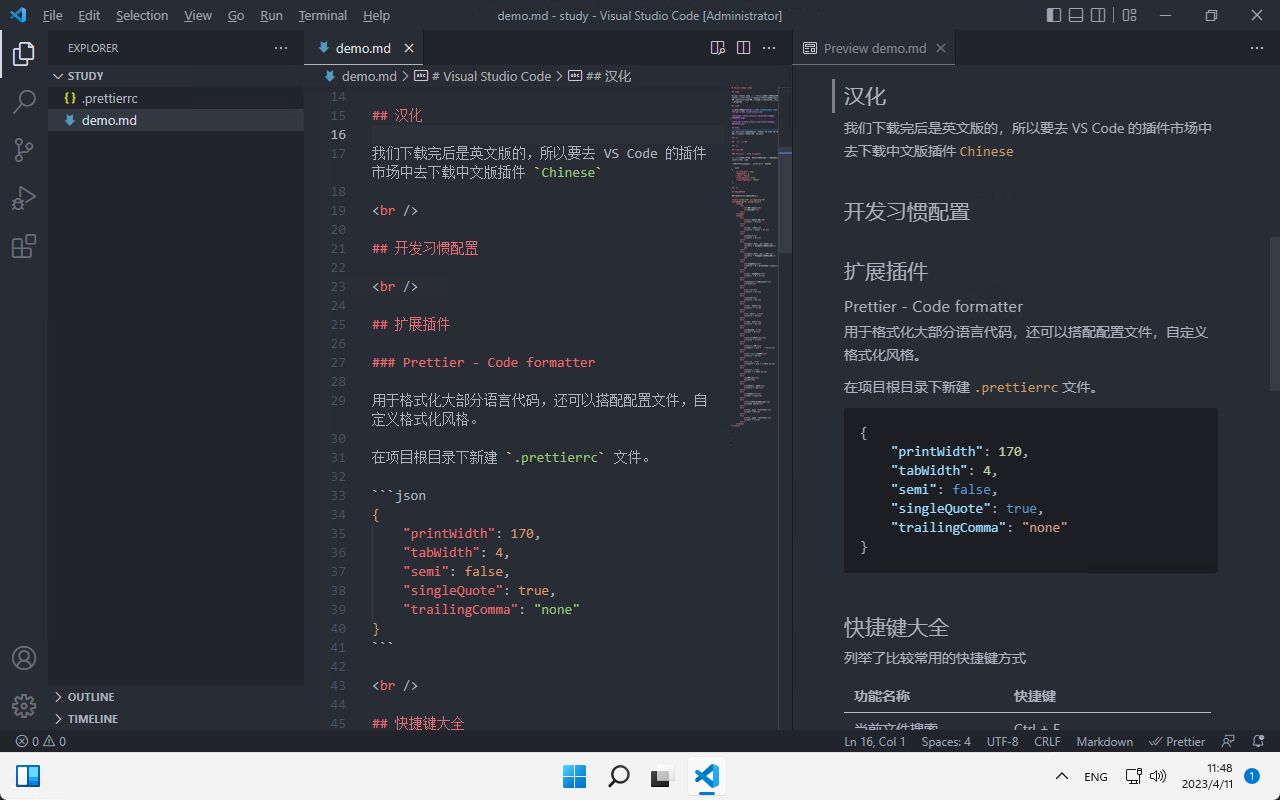 File Edit Selection View Go Run Terminal Help demo.md - study - Visual Studio Code [Administrator]
EXPLORER
STUDY
{} .prettierrc
demo.md
OUTLINE
TIMELINE
demo.md
demo.md > # Visual Studio Code > ## 汉化
14
15 ## 汉化
16
17 我们下载完后是英文版的，所以要去 VS Code 的插件
市场中去下载中文版插件 `Chinese`
18
19 <br />
20
21 ## 开发习惯配置
22
23 <br />
24
25 ## 扩展插件
26
27 ### Prettier - Code formatter
28
29 用于格式化大部分语言代码，还可以搭配配置文件，自
定义格式化风格。
30
31 在项目根目录下新建 `.prettierrc` 文件。
32
33 ```json
34 {
35 "printWidth": 170,
36 "tabWidth": 4,
37 "semi": false,
38 "singleQuote": true,
39 "trailingComma": "none"
40 }
41 ```
42
43 <br />
44
45 ## 快捷键大全
Preview demo.md
汉化
我们下载完后是英文版的，所以要去 VS Code 的插件市场中
去下载中文版插件 Chinese
开发习惯配置
扩展插件
Prettier - Code formatter
用于格式化大部分语言代码，还可以搭配配置文件，自定义
格式化风格。
在项目根目录下新建 .prettierrc 文件。
{
"printWidth": 170,
"tabWidth": 4,
"semi": false,
"singleQuote": true,
"trailingComma": "none"
}
快捷键大全
列举了比较常用的快捷键方式
功能名称 快捷键
当前文件搜索 Ctrl + F
0 0 Ln 16, Col 1 Spaces: 4 UTF-8 CRLF Markdown Prettier
ENG 11:48
2023/4/11 1